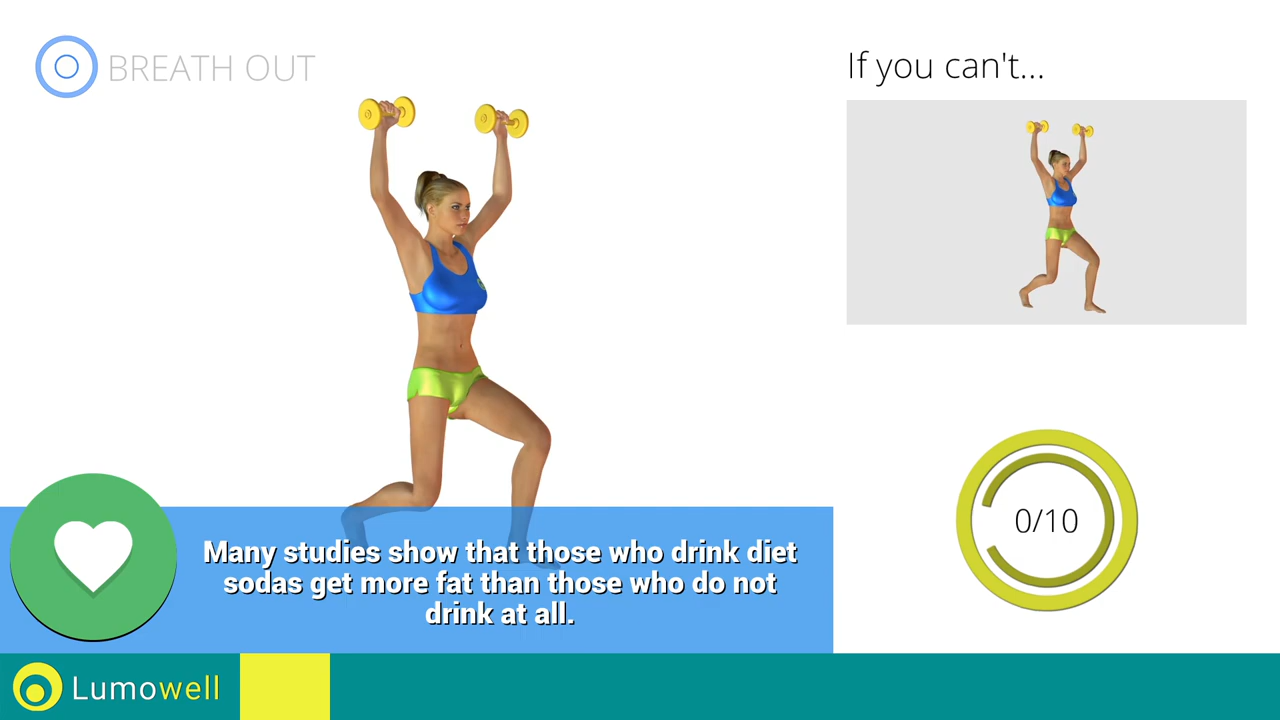 BREATH OUT
If you can't...
0/10
Many studies show that those who drink diet
sodas get more fat than those who do not
drink at all.
Lumowell